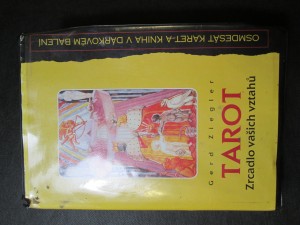 OSMDESÁT KARET A KNIHA V DÁRKOVÉM BALENÍ
Gerd Ziegler
TAROT
Zrcadlo vašich vztahů